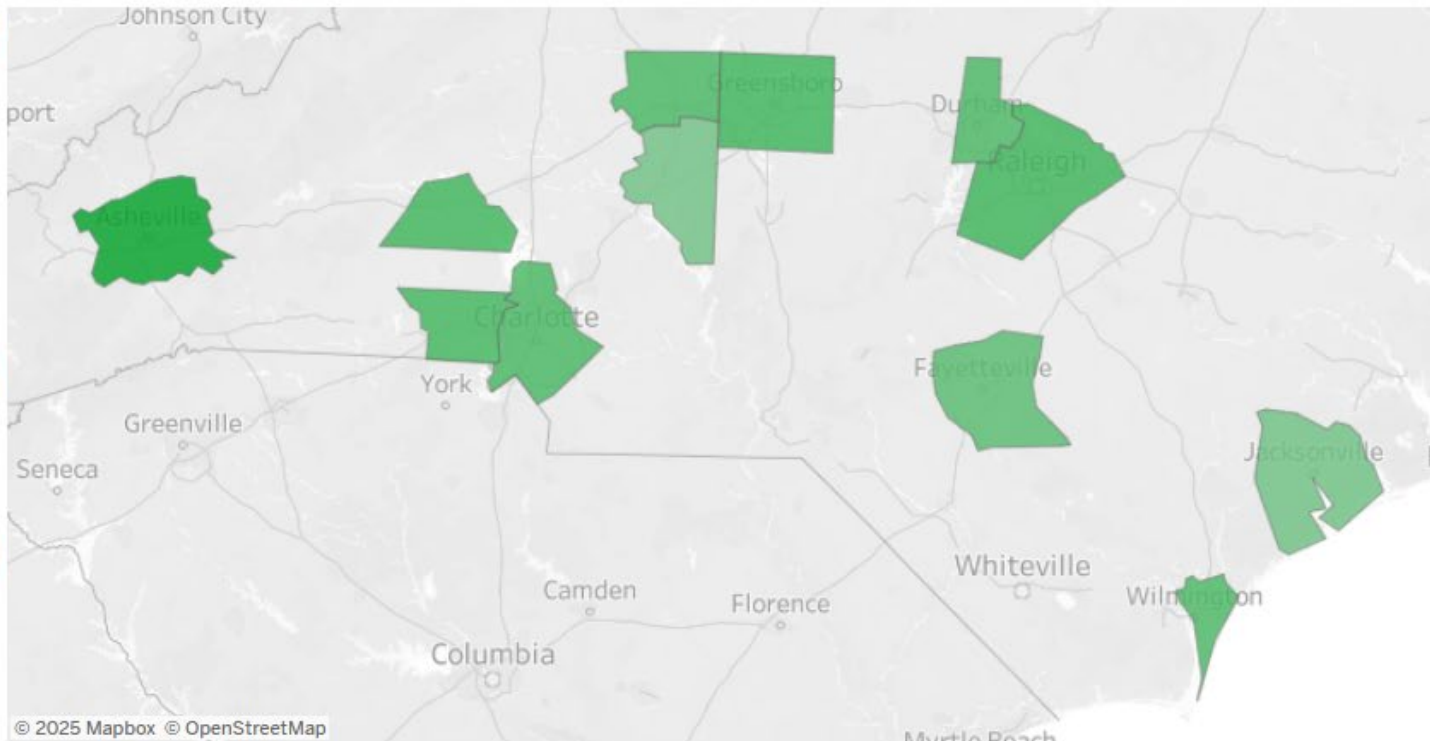 Johnson City
port
Greensboro
Durham
Raleigh
Asheville
Charlotte
York
Fayetteville
Greenville
Seneca
Jacksonville
Whiteville
Camden
Florence
Wilmington
Columbia
© 2025 Mapbox © OpenStreetMap
Myrtle Beach